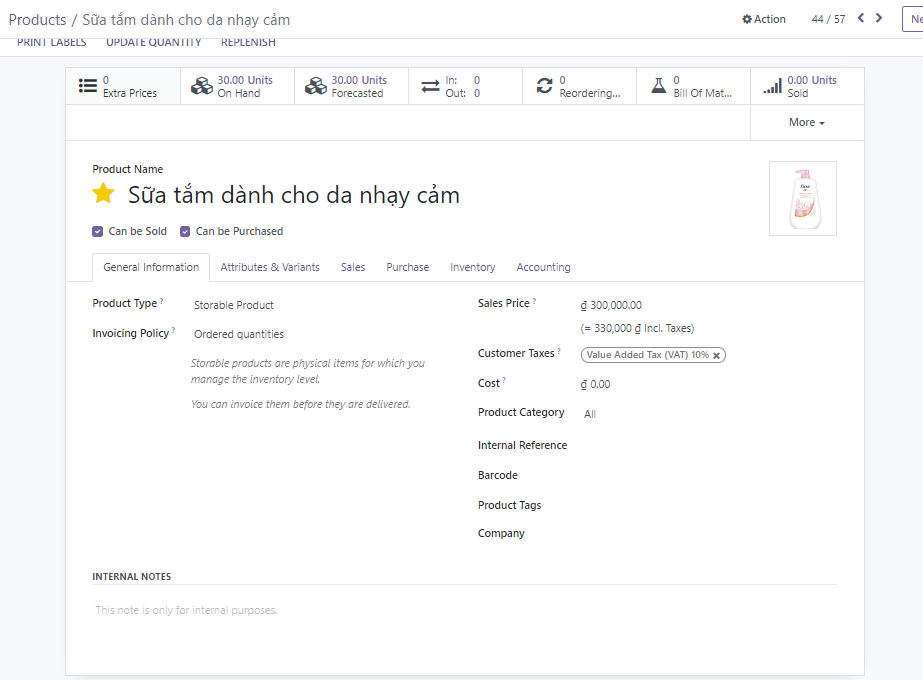 Products / Sữa tắm dành cho da nhạy cảm
Action
44 / 57
Ne
PRINT LABELS UPDATE QUANTITY REPLENISH
0
Extra Prices
30.00 Units
On Hand
30.00 Units
Forecasted
In: 0
Out: 0
0
Reordering...
0
Bill Of Mat...
0.00 Units
Sold
More
Product Name
Sữa tắm dành cho da nhạy cảm
Can be Sold Can be Purchased
Dove
General Information Attributes & Variants Sales Purchase Inventory Accounting
Product Type ? Storable Product
Invoicing Policy ? Ordered quantities
Storable products are physical items for which you
manage the inventory level.
You can invoice them before they are delivered.
Sales Price ? ₫ 300,000.00
(= 330,000 ₫ Incl. Taxes)
Customer Taxes ? Value Added Tax (VAT) 10% ×
Cost ? ₫ 0.00
Product Category All
Internal Reference
Barcode
Product Tags
Company
INTERNAL NOTES
This note is only for internal purposes.